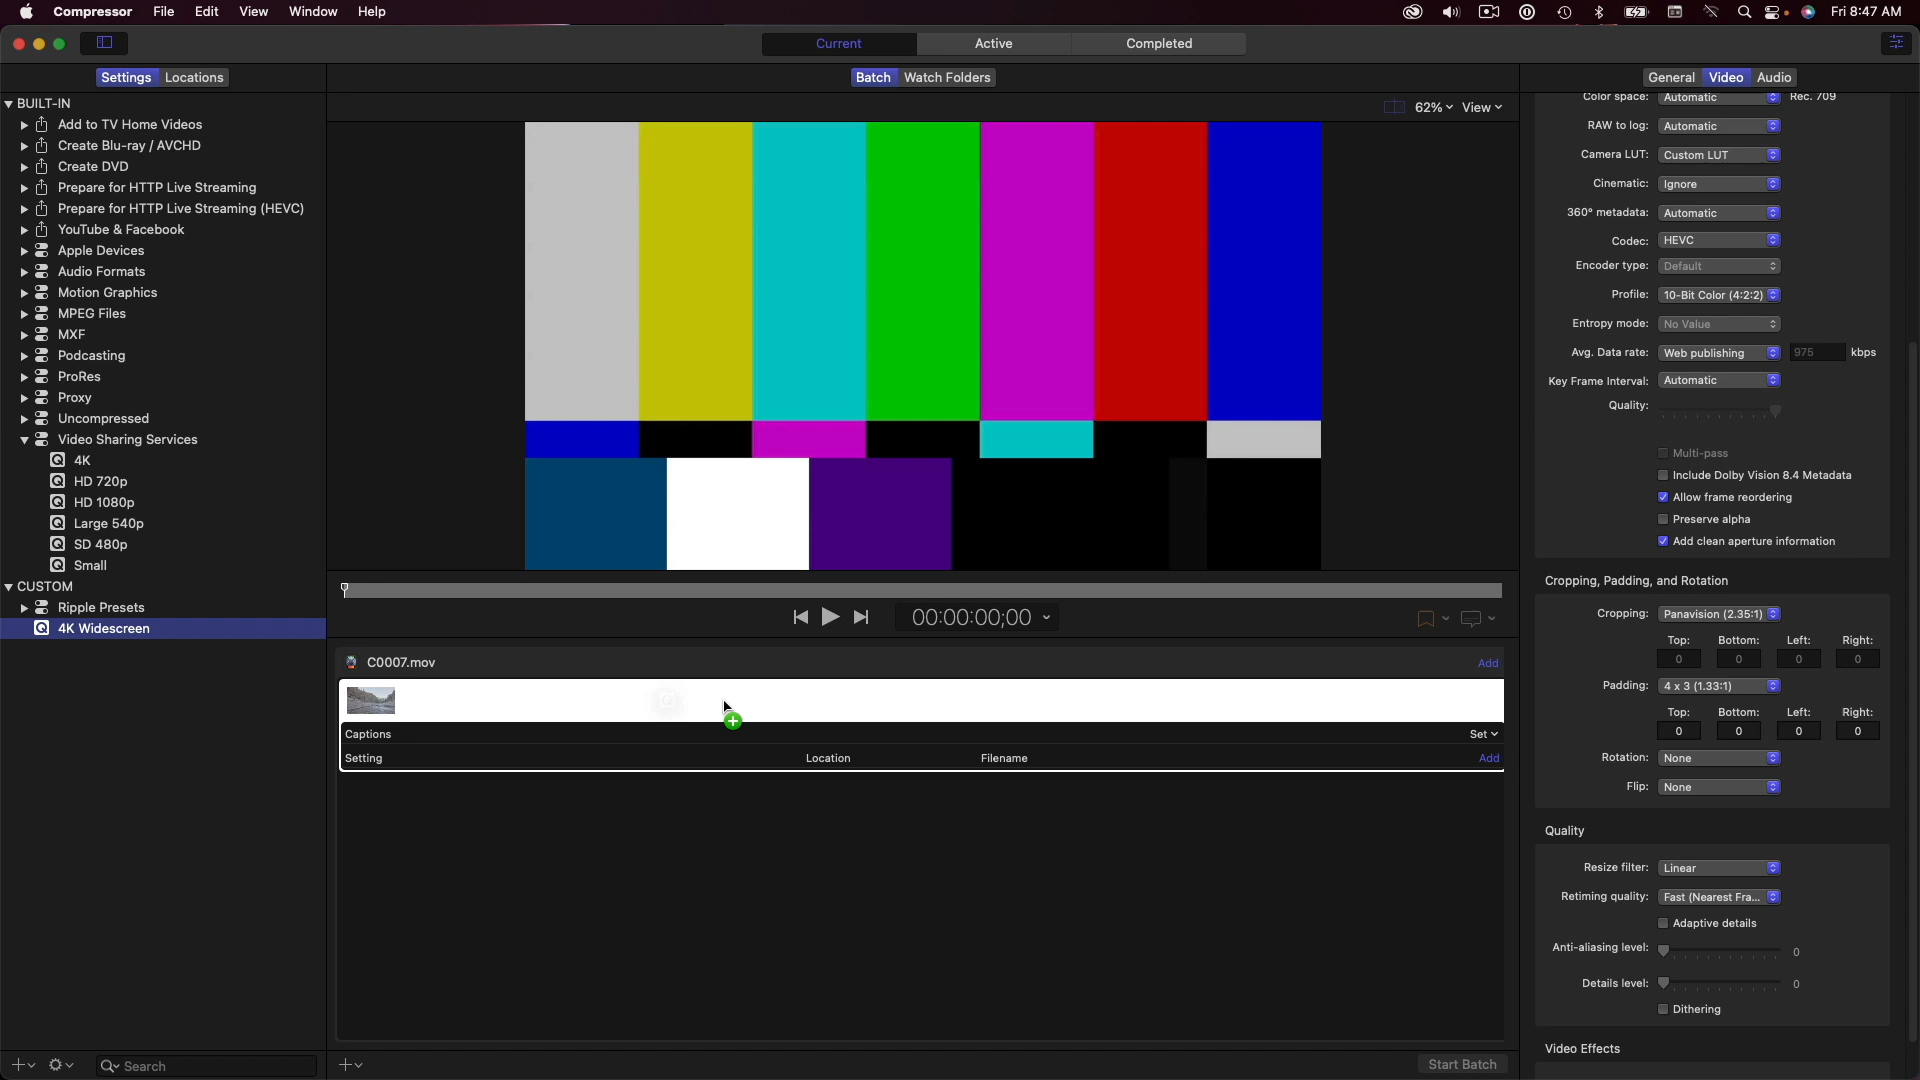 Compressor File Edit View Window Help Fri 8:47 AM
Current Active Completed
Settings Locations
Batch Watch Folders
General Video Audio
BUILT-IN
Add to TV Home Videos
Create Blu-ray / AVCHD
Create DVD
Prepare for HTTP Live Streaming
Prepare for HTTP Live Streaming (HEVC)
YouTube & Facebook
Apple Devices
Audio Formats
Motion Graphics
MPEG Files
MXF
Podcasting
ProRes
Proxy
Uncompressed
Video Sharing Services
4K
HD 720p
HD 1080p
Large 540p
SD 480p
Small
CUSTOM
Ripple Presets
4K Widescreen
Search
62% View
00:00:00;00
C0007.mov Add
Captions Set
Setting Location Filename Add
Start Batch
Color space: Automatic Rec. 709
RAW to log: Automatic
Camera LUT: Custom LUT
Cinematic: Ignore
360° metadata: Automatic
Codec: HEVC
Encoder type: Default
Profile: 10-Bit Color (4:2:2)
Entropy mode: No Value
Avg. Data rate: Web publishing 975 kbps
Key Frame Interval: Automatic
Quality:
Multi-pass
Include Dolby Vision 8.4 Metadata
Allow frame reordering
Preserve alpha
Add clean aperture information
Cropping, Padding, and Rotation
Cropping: Panavision (2.35:1)
Top: Bottom: Left: Right:
0 0 0 0
Padding: 4 x 3 (1.33:1)
Top: Bottom: Left: Right:
0 0 0 0
Rotation: None
Flip: None
Quality
Resize filter: Linear
Retiming quality: Fast (Nearest Fra...
Adaptive details
Anti-aliasing level: 0
Details level: 0
Dithering
Video Effects